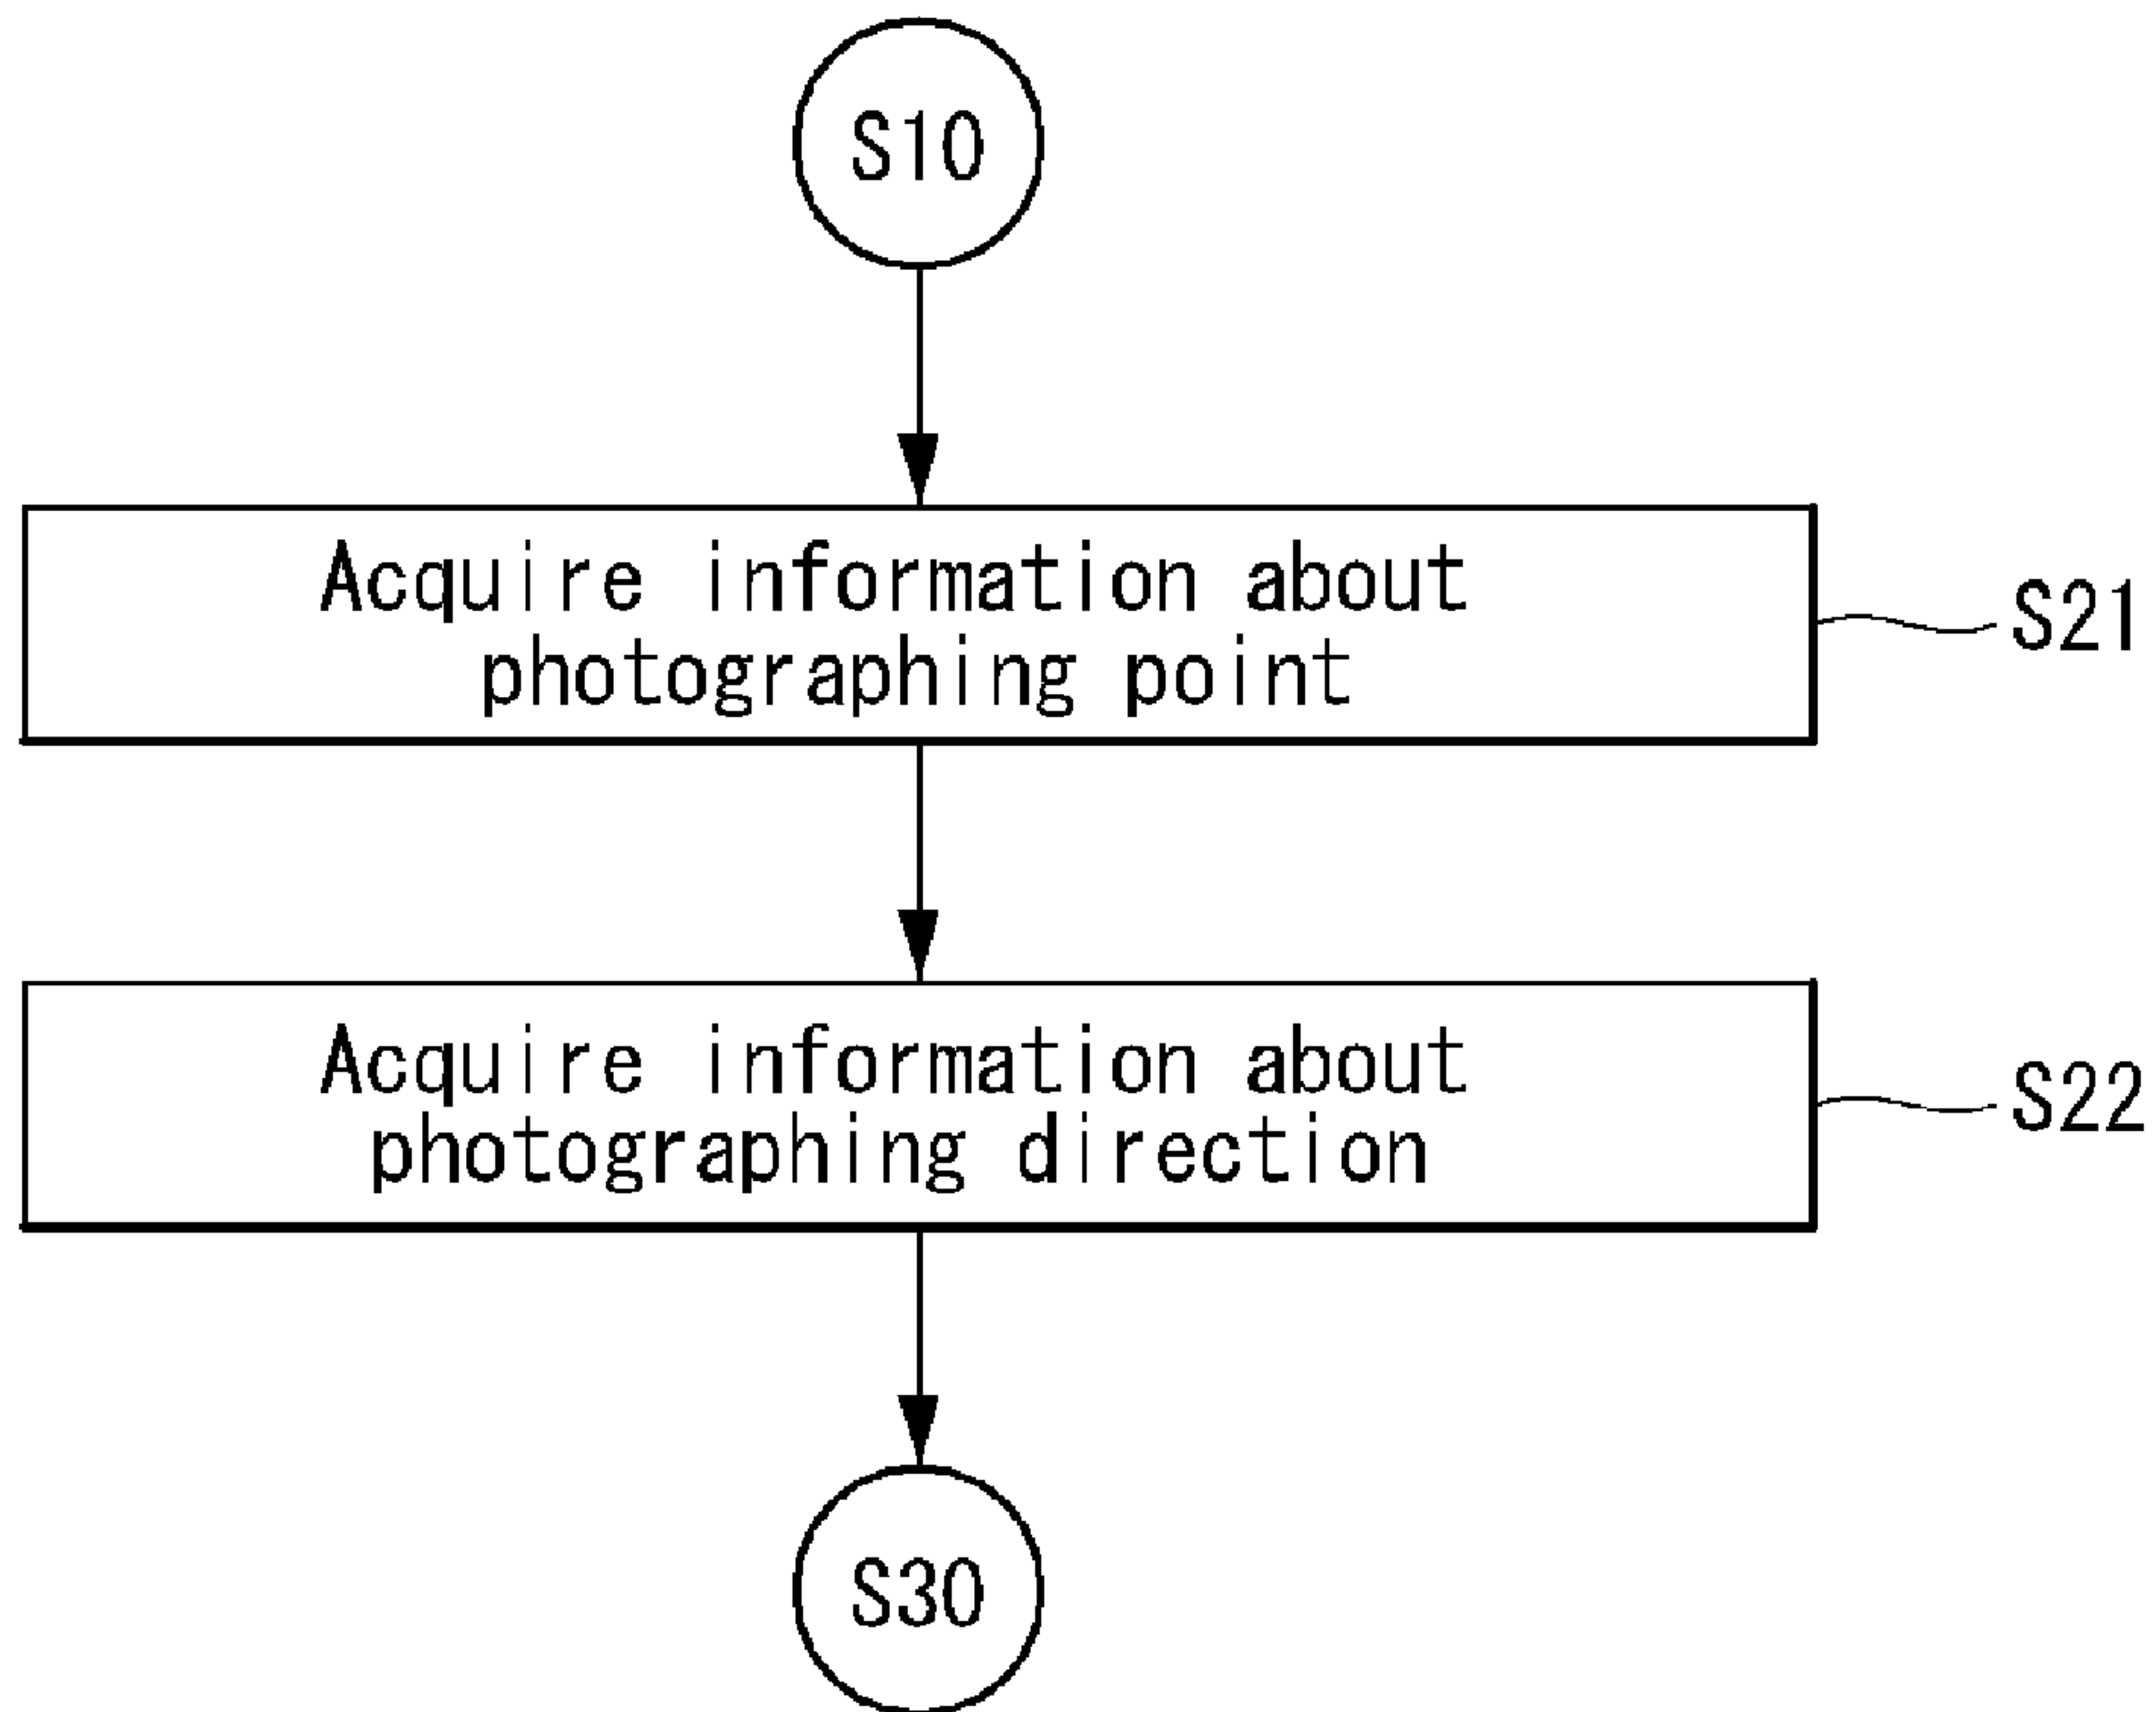 S10
Acquire information about
photographing point
S21
Acquire information about
photographing direction
S22
S30